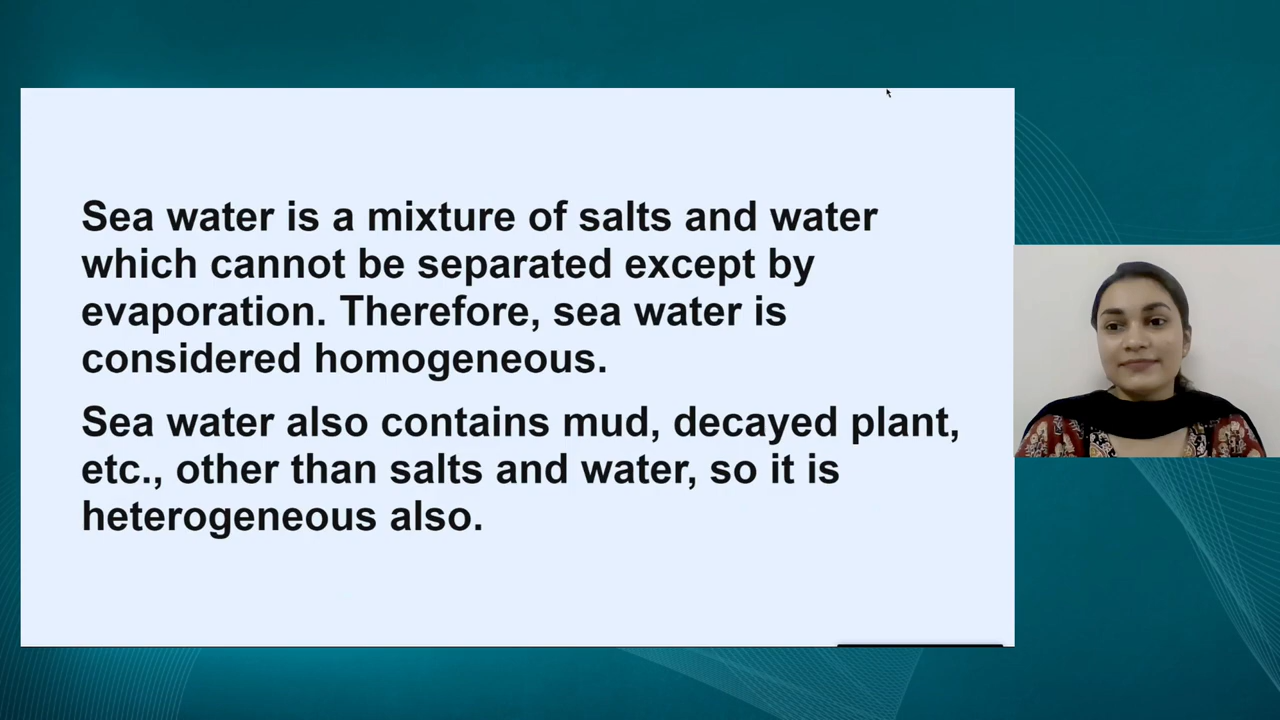 Sea water is a mixture of salts and water
which cannot be separated except by
evaporation. Therefore, sea water is
considered homogeneous.
Sea water also contains mud, decayed plant,
etc., other than salts and water, so it is
heterogeneous also.